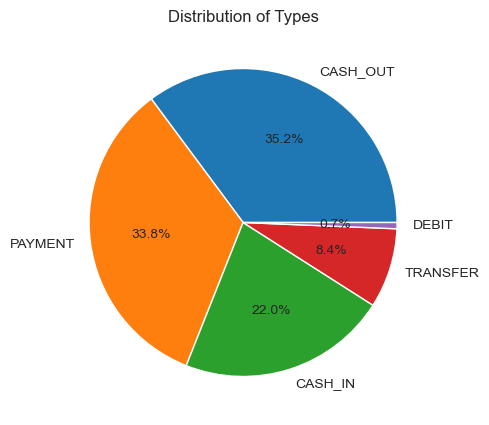 Distribution of Types
CASH_OUT
35.2%
PAYMENT
33.8%
CASH_IN
22.0%
TRANSFER
8.4%
DEBIT
0.7%